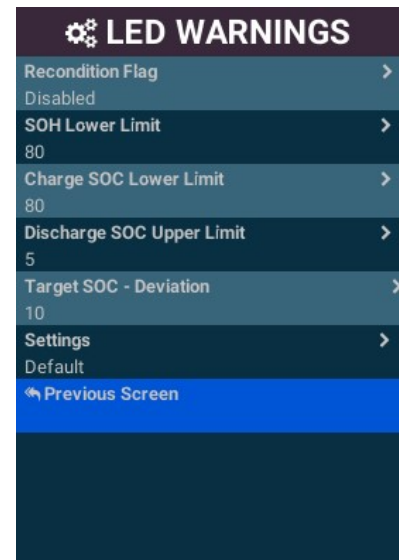 LED WARNINGS
Recondition Flag
Disabled
SOH Lower Limit
80
Charge SOC Lower Limit
80
Discharge SOC Upper Limit
5
Target SOC - Deviation
10
Settings
Default
Previous Screen